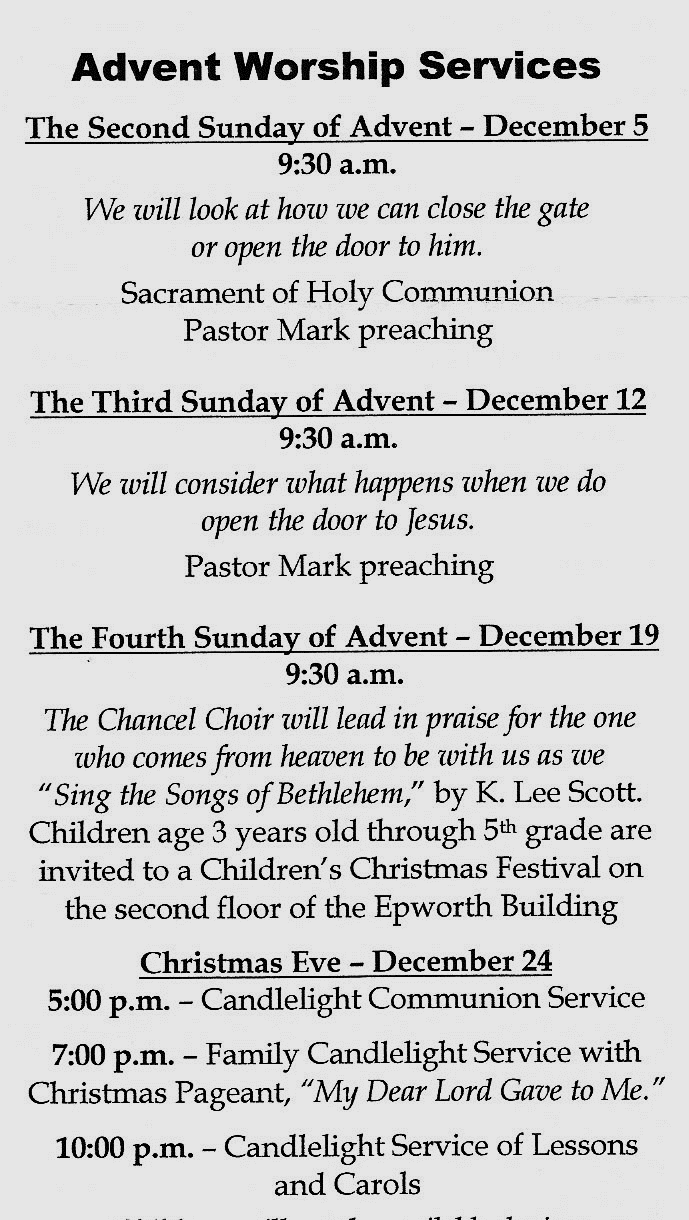 Advent Worship Services
The Second Sunday of Advent – December 5
9:30 a.m.
We will look at how we can close the gate
or open the door to him.
Sacrament of Holy Communion
Pastor Mark preaching
The Third Sunday of Advent – December 12
9:30 a.m.
We will consider what happens when we do
open the door to Jesus.
Pastor Mark preaching
The Fourth Sunday of Advent – December 19
9:30 a.m.
The Chancel Choir will lead in praise for the one
who comes from heaven to be with us as we
“Sing the Songs of Bethlehem,” by K. Lee Scott.
Children age 3 years old through 5th grade are
invited to a Children’s Christmas Festival on
the second floor of the Epworth Building
Christmas Eve – December 24
5:00 p.m. – Candlelight Communion Service
7:00 p.m. – Family Candlelight Service with
Christmas Pageant, “My Dear Lord Gave to Me.”
10:00 p.m. – Candlelight Service of Lessons
and Carols